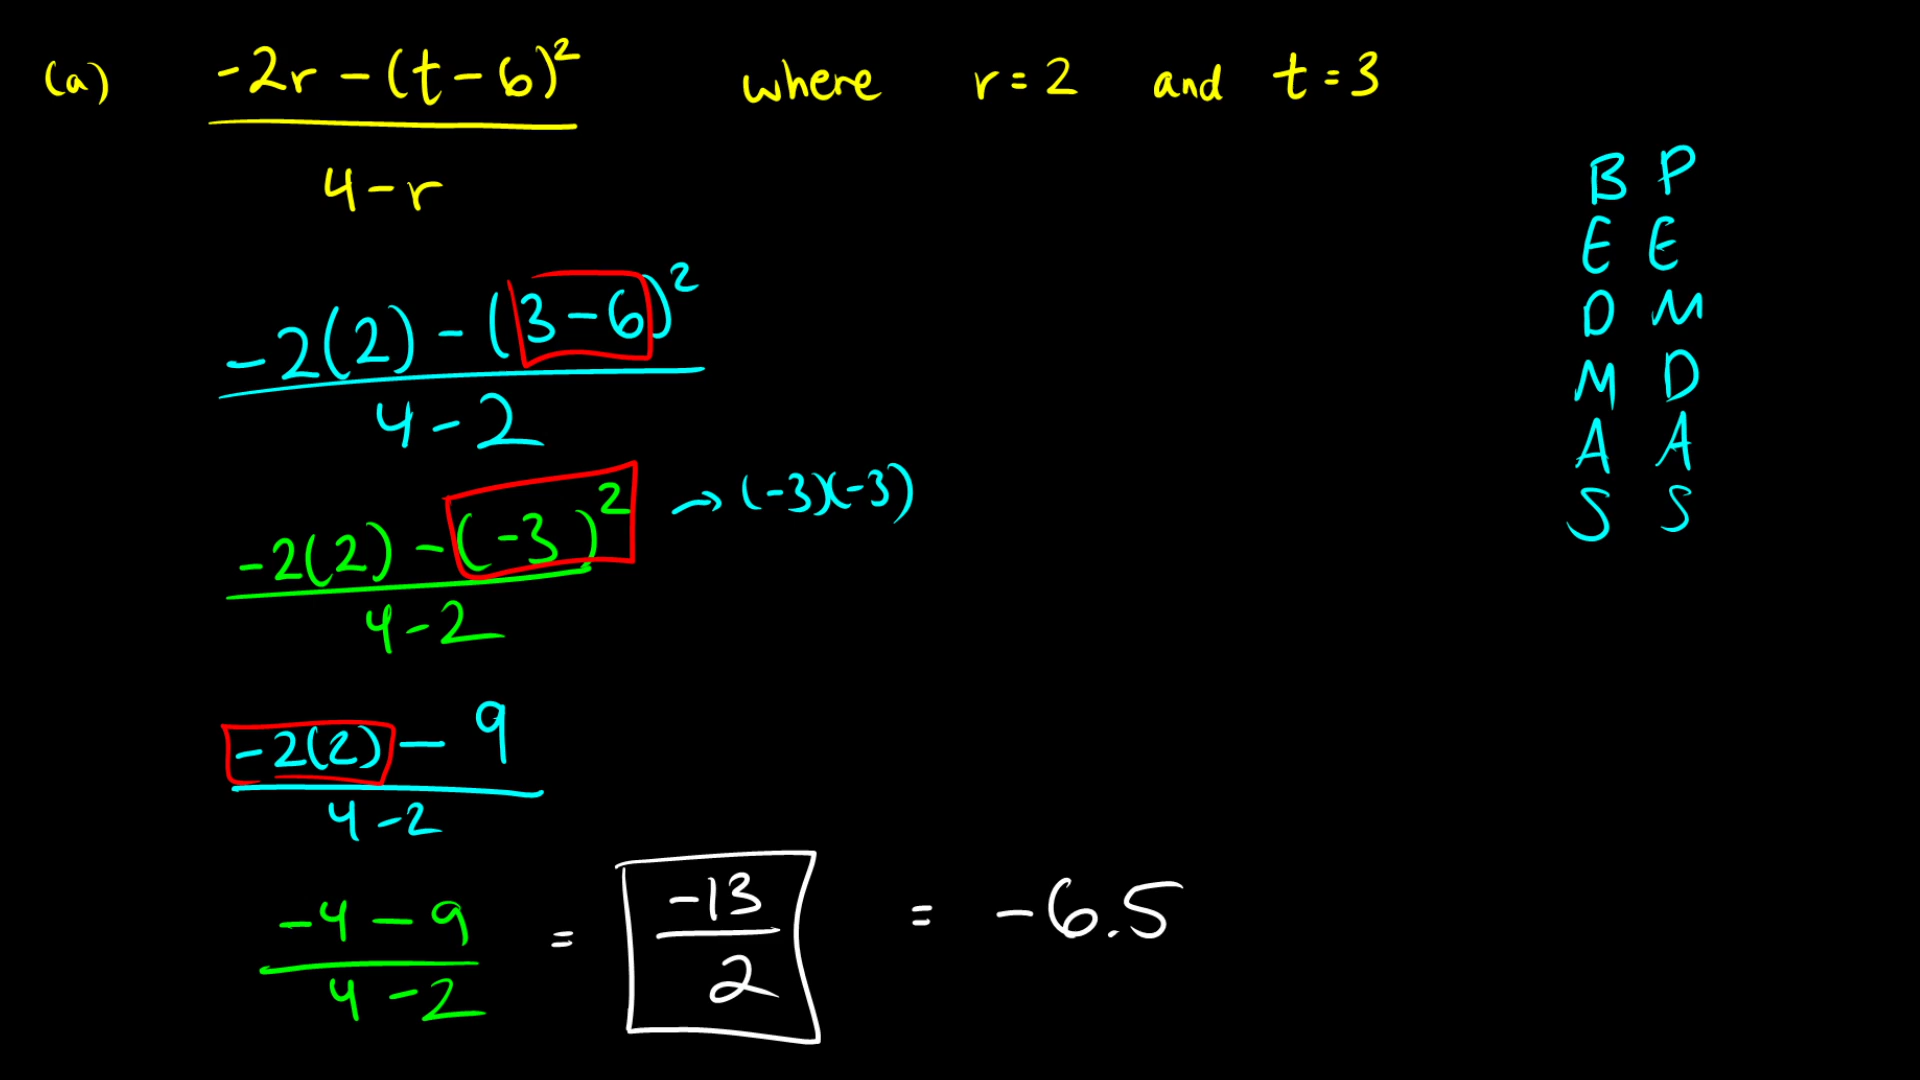 (a) -2r - (t - 6)² where r = 2 and t = 3
4 - r
-2(2) - (3 - 6)²
4 - 2
-2(2) - (-3)² → (-3)(-3)
4 - 2
-2(2) - 9
4 - 2
-4 - 9
4 - 2
= -13
2
= -6.5
B P
E E
D M
M D
A A
S S